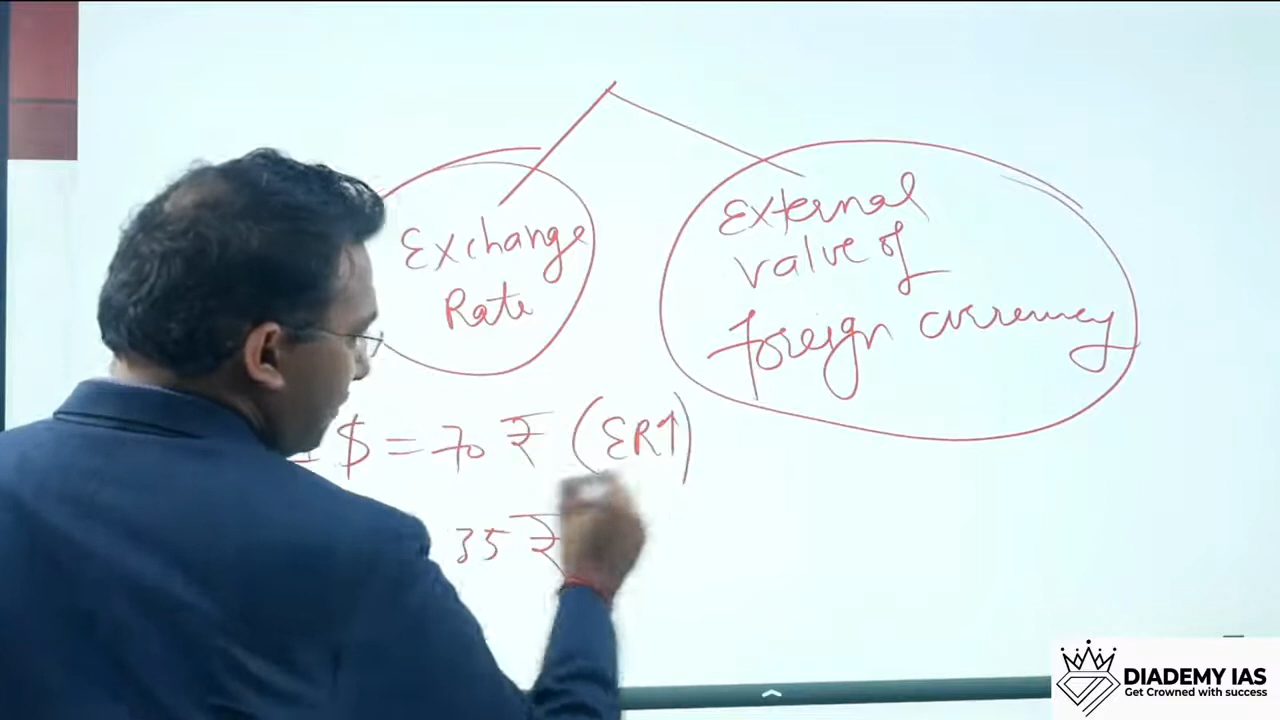 Exchange
Rate
External
value of
foreign currency
$ = 70 ₹ (ER↑)
35 ₹
DIADEMY IAS
Get Crowned with success